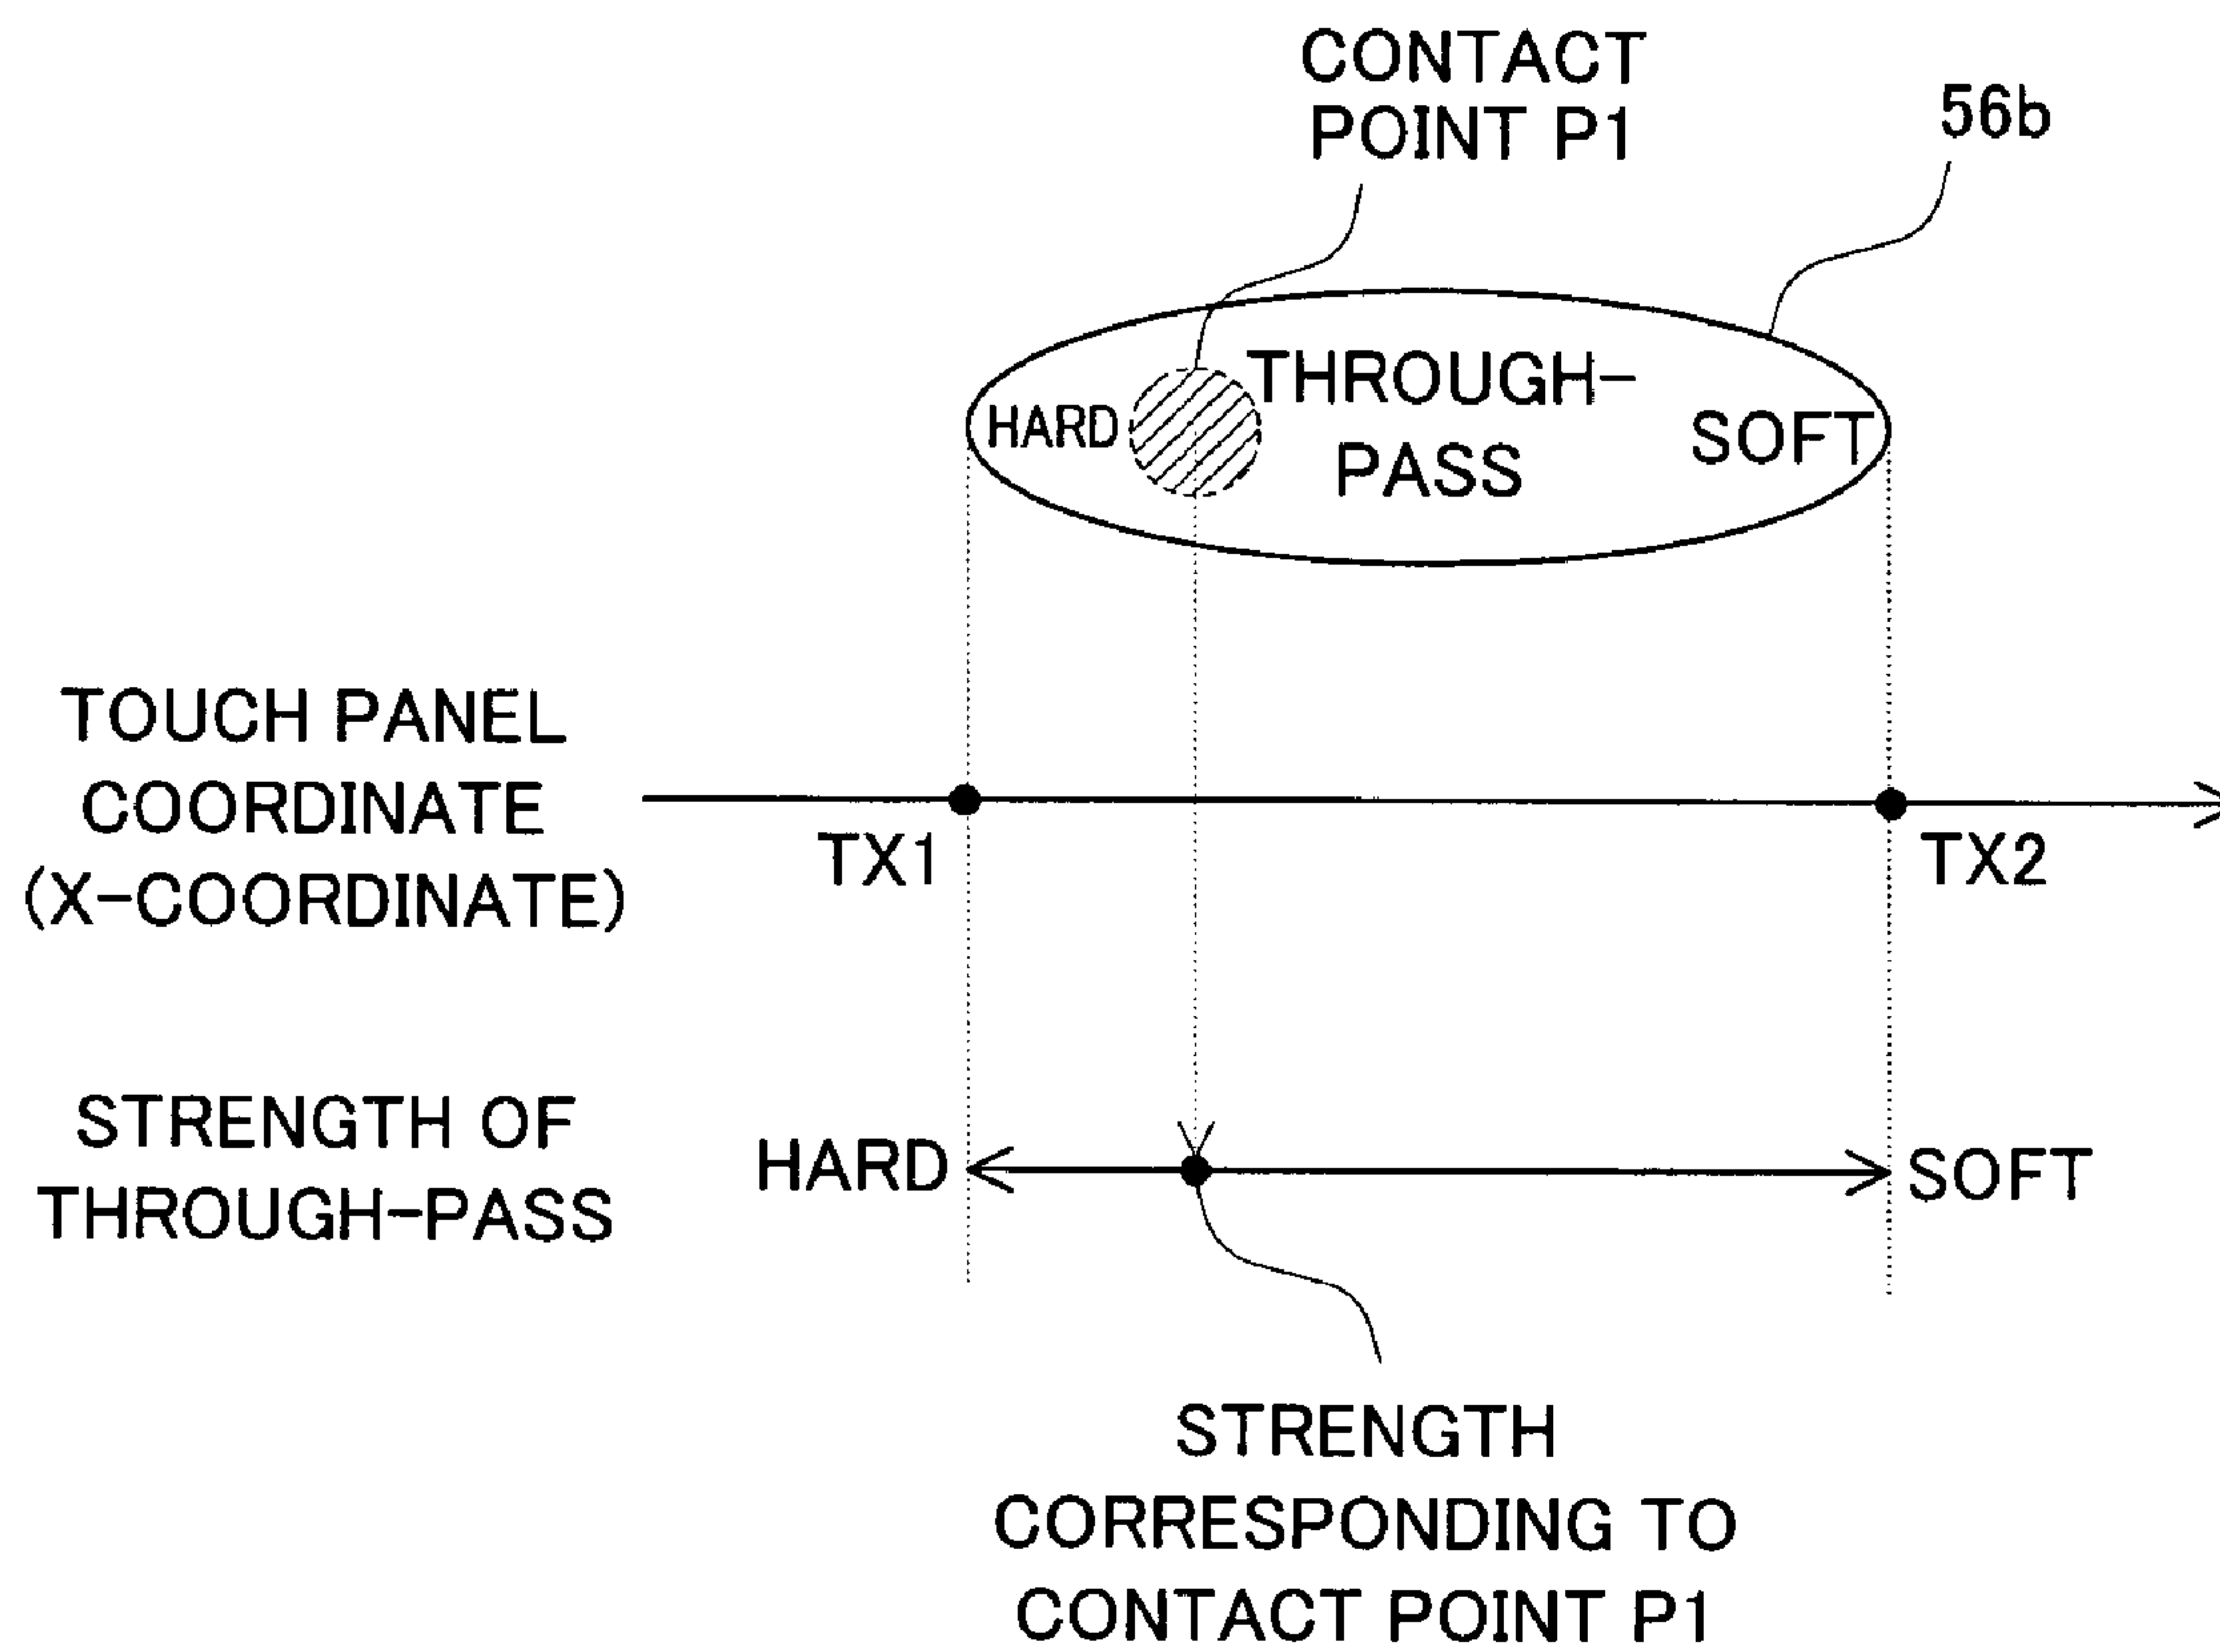 CONTACT
POINT P1
56b
HARD
THROUGH-
PASS
SOFT
TOUCH PANEL
COORDINATE
(X-COORDINATE)
TX1
TX2
STRENGTH OF
THROUGH-PASS
HARD
SOFT
STRENGTH
CORRESPONDING TO
CONTACT POINT P1